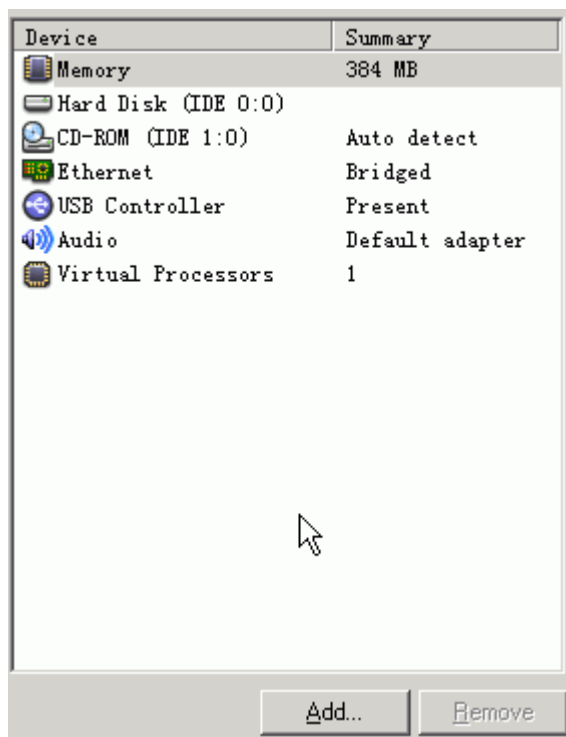 Device Summary
Memory 384 MB
Hard Disk (IDE 0:0)
CD-ROM (IDE 1:0) Auto detect
Ethernet Bridged
USB Controller Present
Audio Default adapter
Virtual Processors 1
Add... Remove